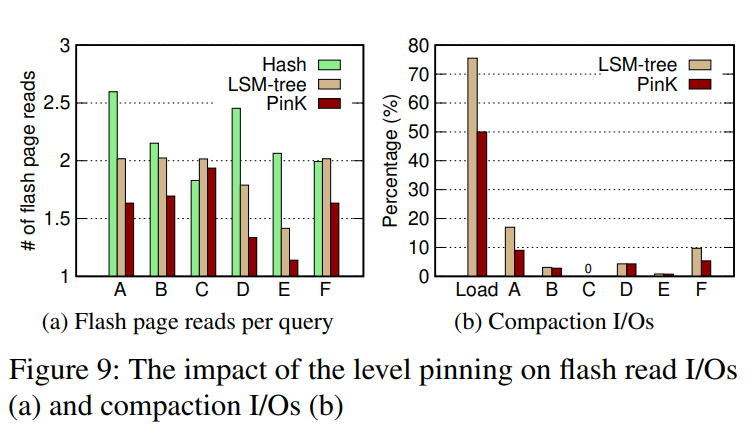 3
2.5
2
1.5
1
# of flash page reads
Hash
LSM-tree
PinK
A B C D E F
(a) Flash page reads per query
80
70
60
50
40
30
20
10
0
Percentage (%)
LSM-tree
PinK
0
Load A B C D E F
(b) Compaction I/Os
Figure 9: The impact of the level pinning on flash read I/Os
(a) and compaction I/Os (b)